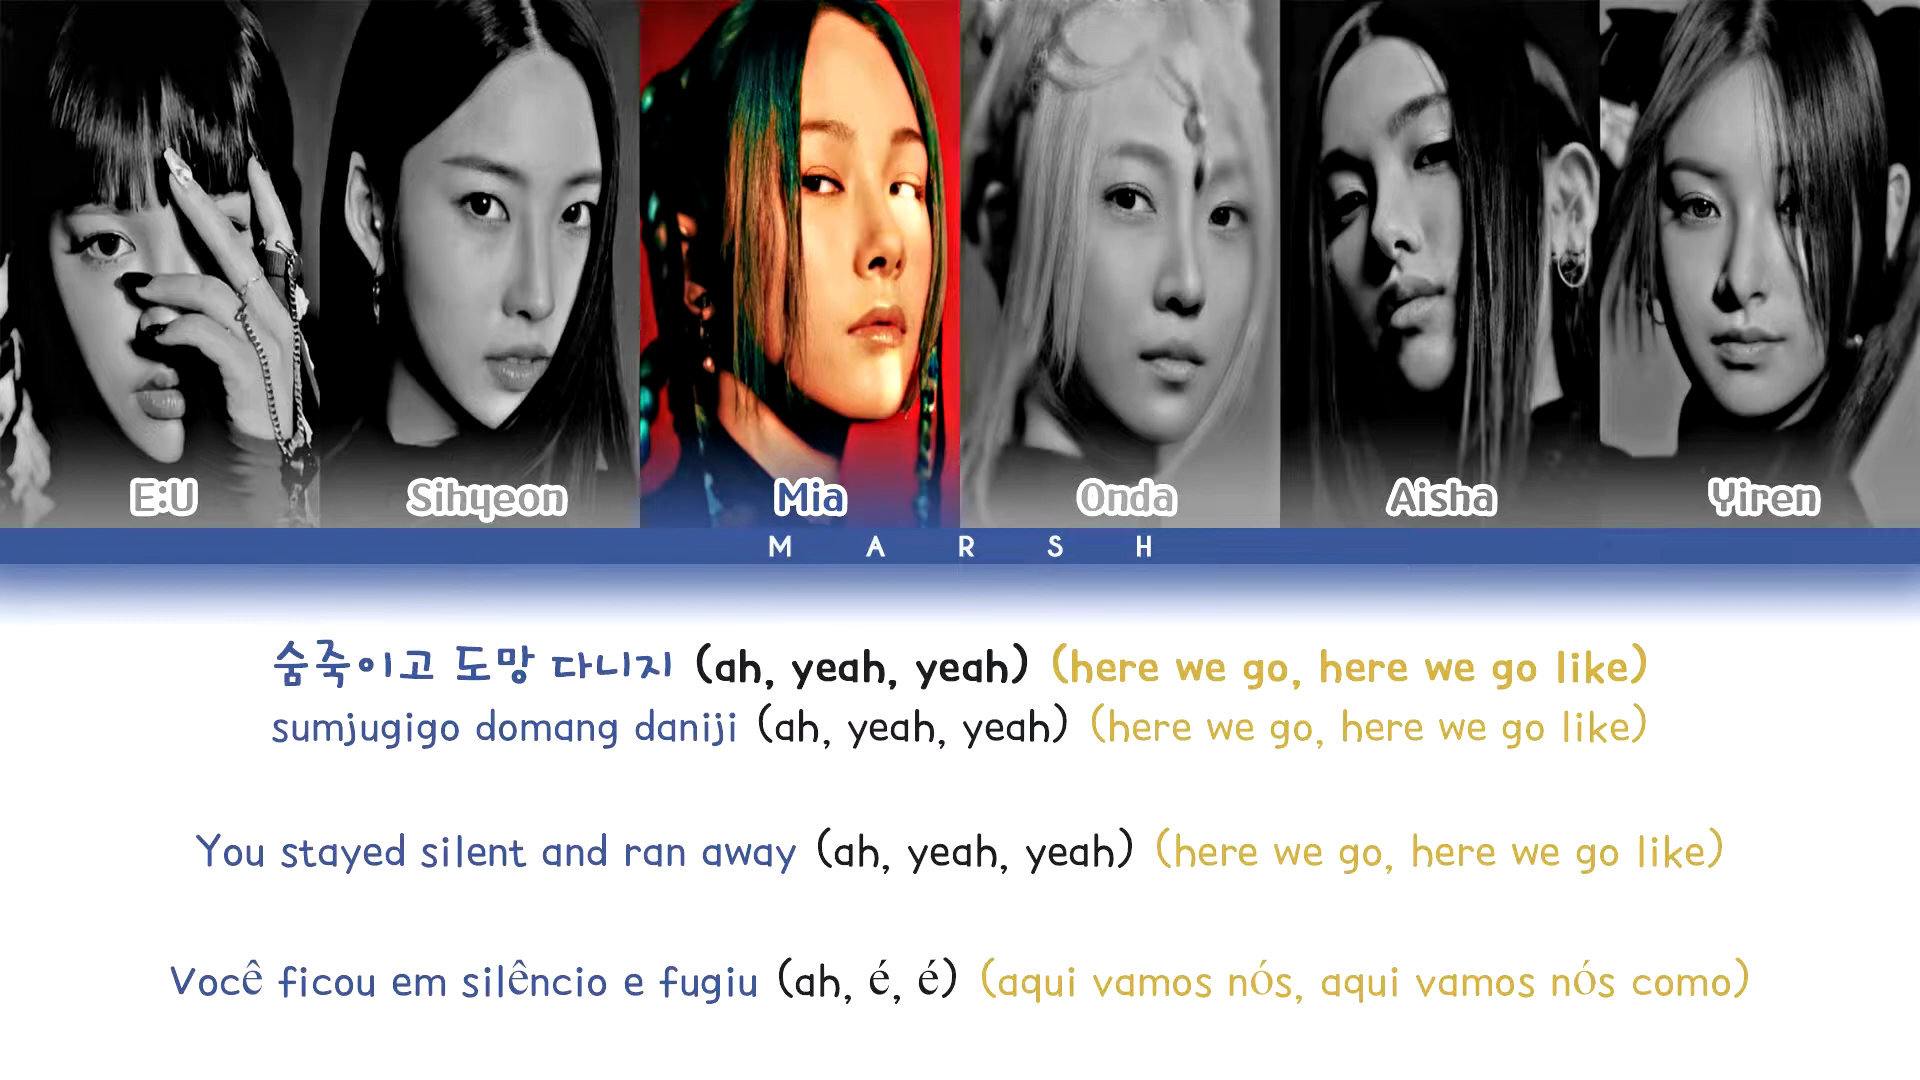 E:U
Sihyeon
Mia
Onda
Aisha
Yiren
M A R S H
숨죽이고 도망 다니지 (ah, yeah, yeah) (here we go, here we go like)
sumjugigo domang daniji (ah, yeah, yeah) (here we go, here we go like)
You stayed silent and ran away (ah, yeah, yeah) (here we go, here we go like)
Você ficou em silêncio e fugiu (ah, é, é) (aqui vamos nós, aqui vamos nós como)